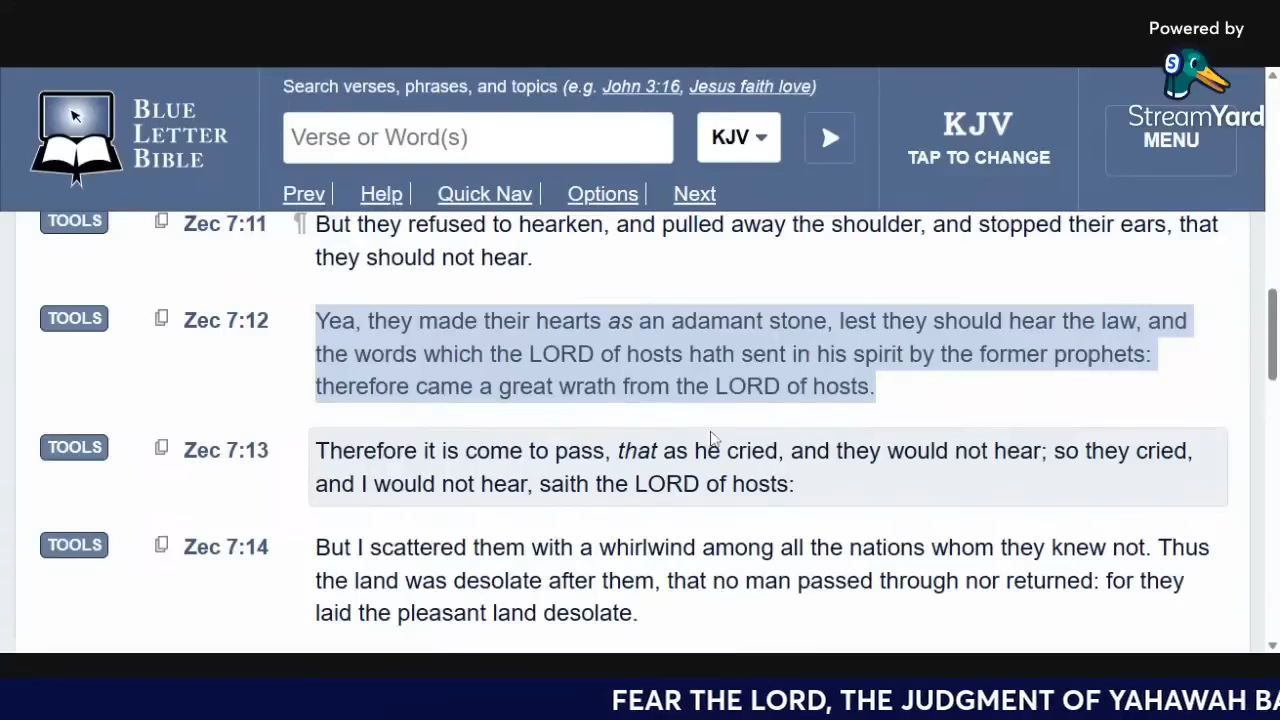 Powered by
StreamYard
BLUE
LETTER
BIBLE
Search verses, phrases, and topics (e.g. John 3:16, Jesus faith love)
Verse or Word(s)
KJV
KJV
TAP TO CHANGE
MENU
Prev | Help | Quick Nav | Options | Next
TOOLS Zec 7:11 ¶ But they refused to hearken, and pulled away the shoulder, and stopped their ears, that
they should not hear.
TOOLS Zec 7:12 Yea, they made their hearts as an adamant stone, lest they should hear the law, and
the words which the LORD of hosts hath sent in his spirit by the former prophets:
therefore came a great wrath from the LORD of hosts.
TOOLS Zec 7:13 Therefore it is come to pass, that as he cried, and they would not hear; so they cried,
and I would not hear, saith the LORD of hosts:
TOOLS Zec 7:14 But I scattered them with a whirlwind among all the nations whom they knew not. Thus
the land was desolate after them, that no man passed through nor returned: for they
laid the pleasant land desolate.
FEAR THE LORD, THE JUDGMENT OF YAHAWAH BA